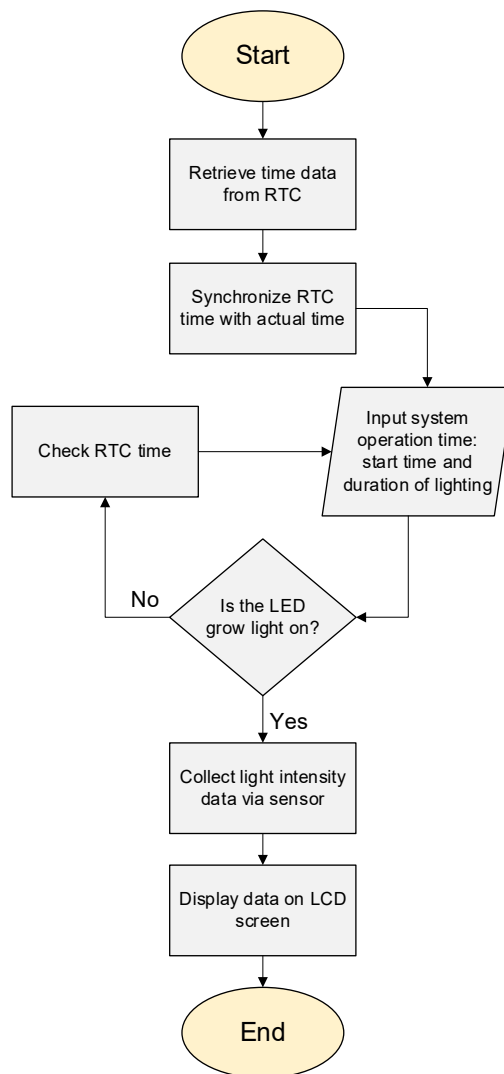 Start
Retrieve time data
from RTC
Synchronize RTC
time with actual time
Input system
operation time:
start time and
duration of lighting
Check RTC time
Is the LED
grow light on?
No
Yes
Collect light intensity
data via sensor
Display data on LCD
screen
End